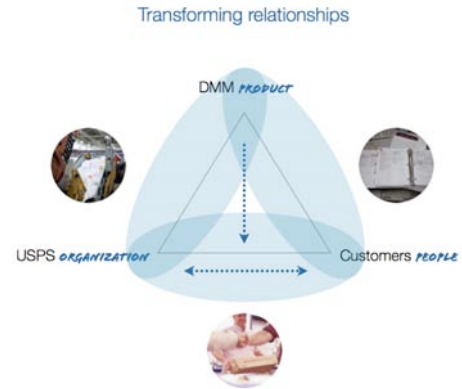 Transforming relationships
DMM PRODUCT
USPS ORGANIZATION
Customers PEOPLE